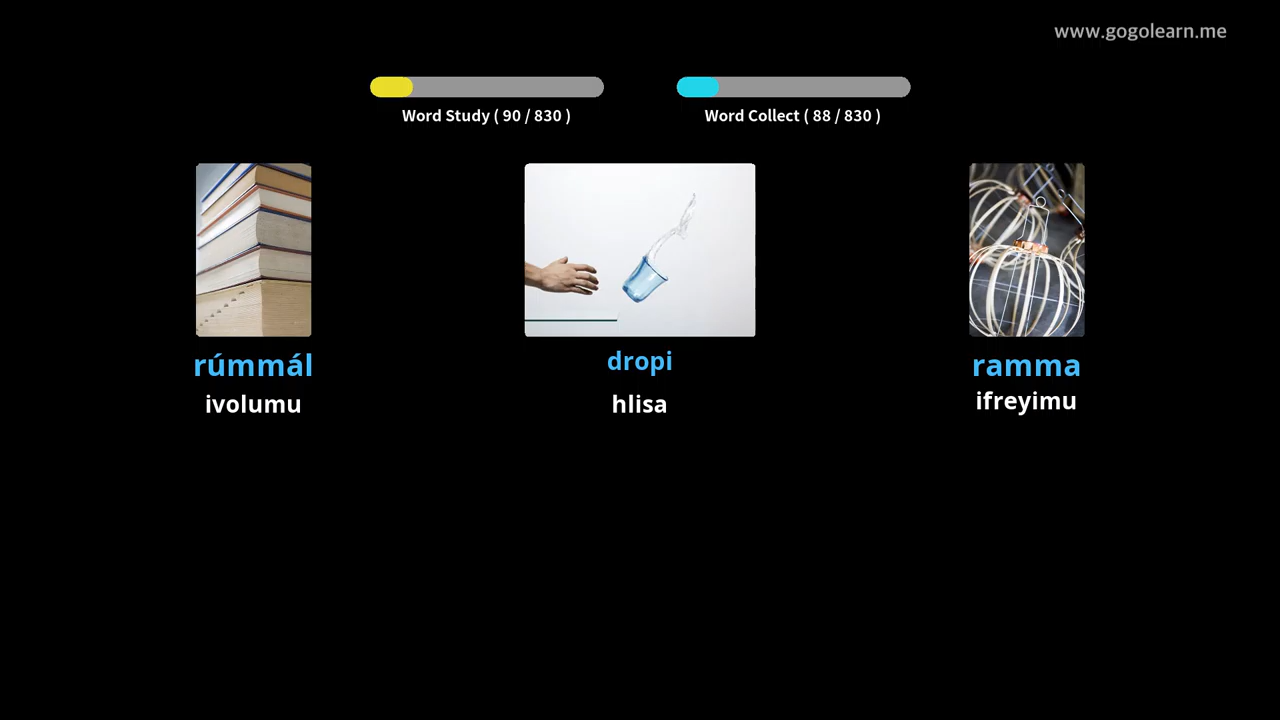 www.gogolearn.me
Word Study ( 90 / 830 )
Word Collect ( 88 / 830 )
rúmmál
ivolumu
dropi
hlisa
ramma
ifreyimu